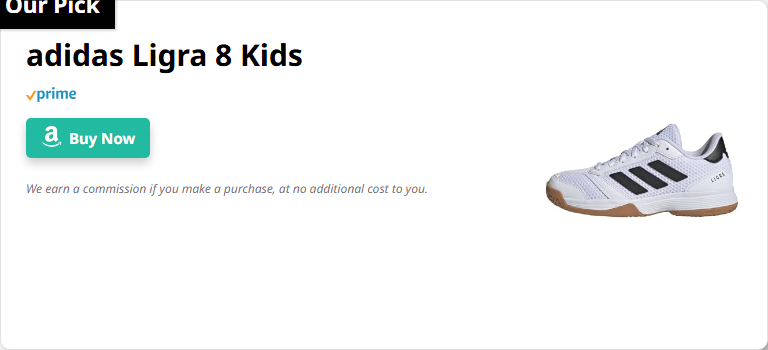 Our Pick
adidas Ligra 8 Kids
prime
a Buy Now
We earn a commission if you make a purchase, at no additional cost to you.
LIGRA